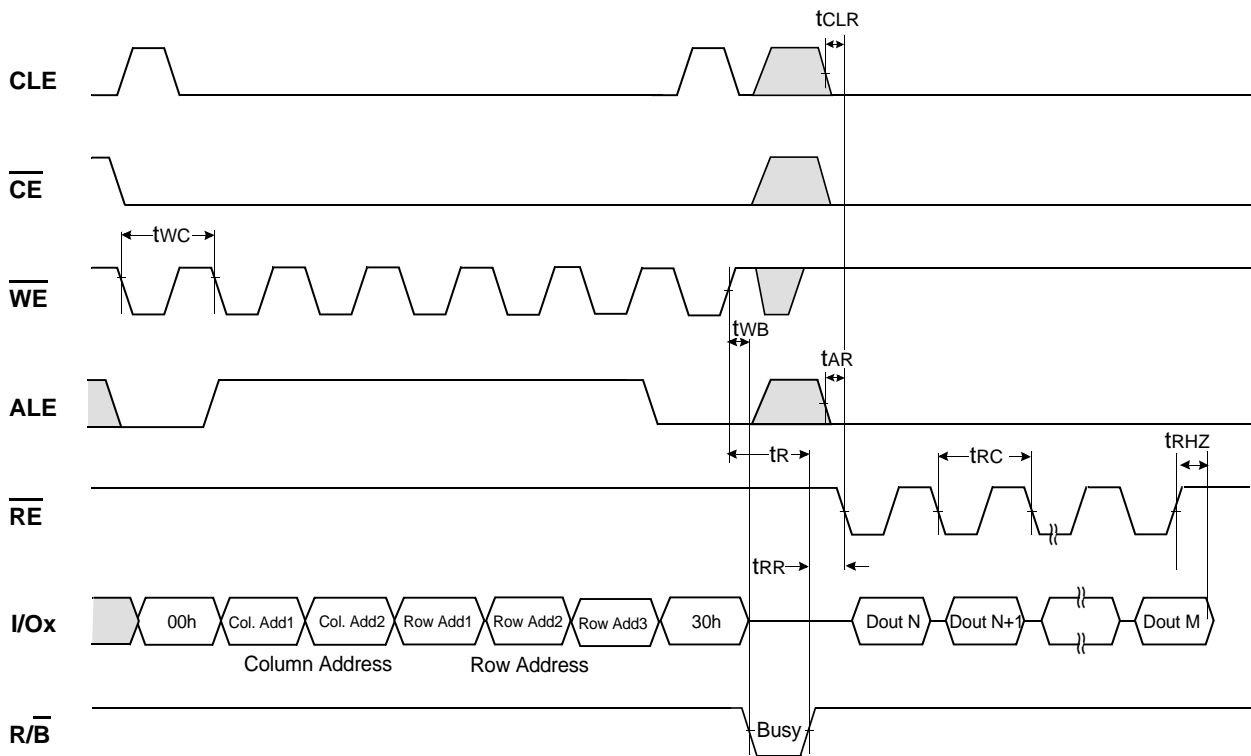 tCLR
CLE
CE
tWC
WE
tWB
tAR
ALE
tR
tRC
tRHZ
RE
tRR
I/Ox
00h
Col. Add1
Col. Add2
Row Add1
Row Add2
Row Add3
30h
Dout N
Dout N+1
Dout M
Column Address
Row Address
R/B
Busy